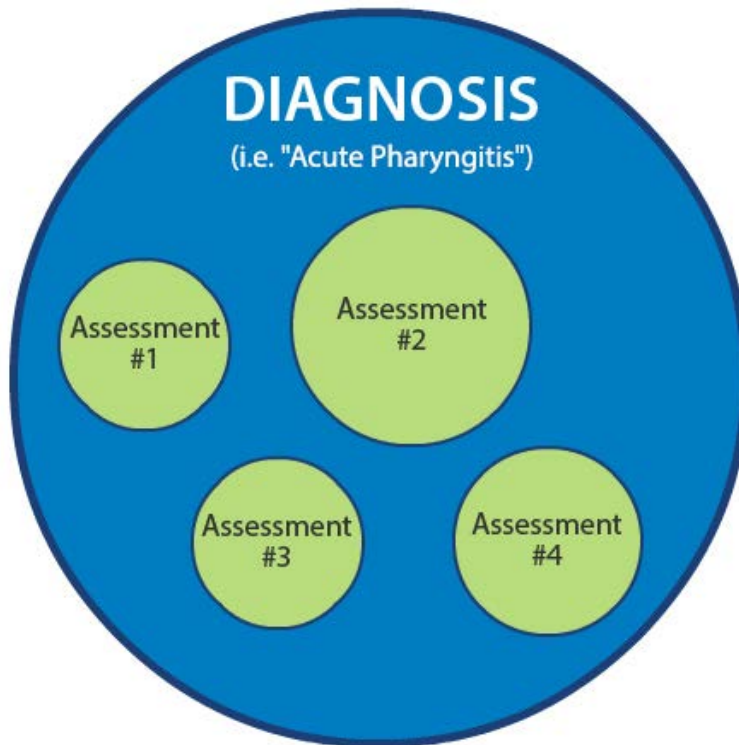 DIAGNOSIS
(i.e. "Acute Pharyngitis")
Assessment
#1
Assessment
#2
Assessment
#3
Assessment
#4